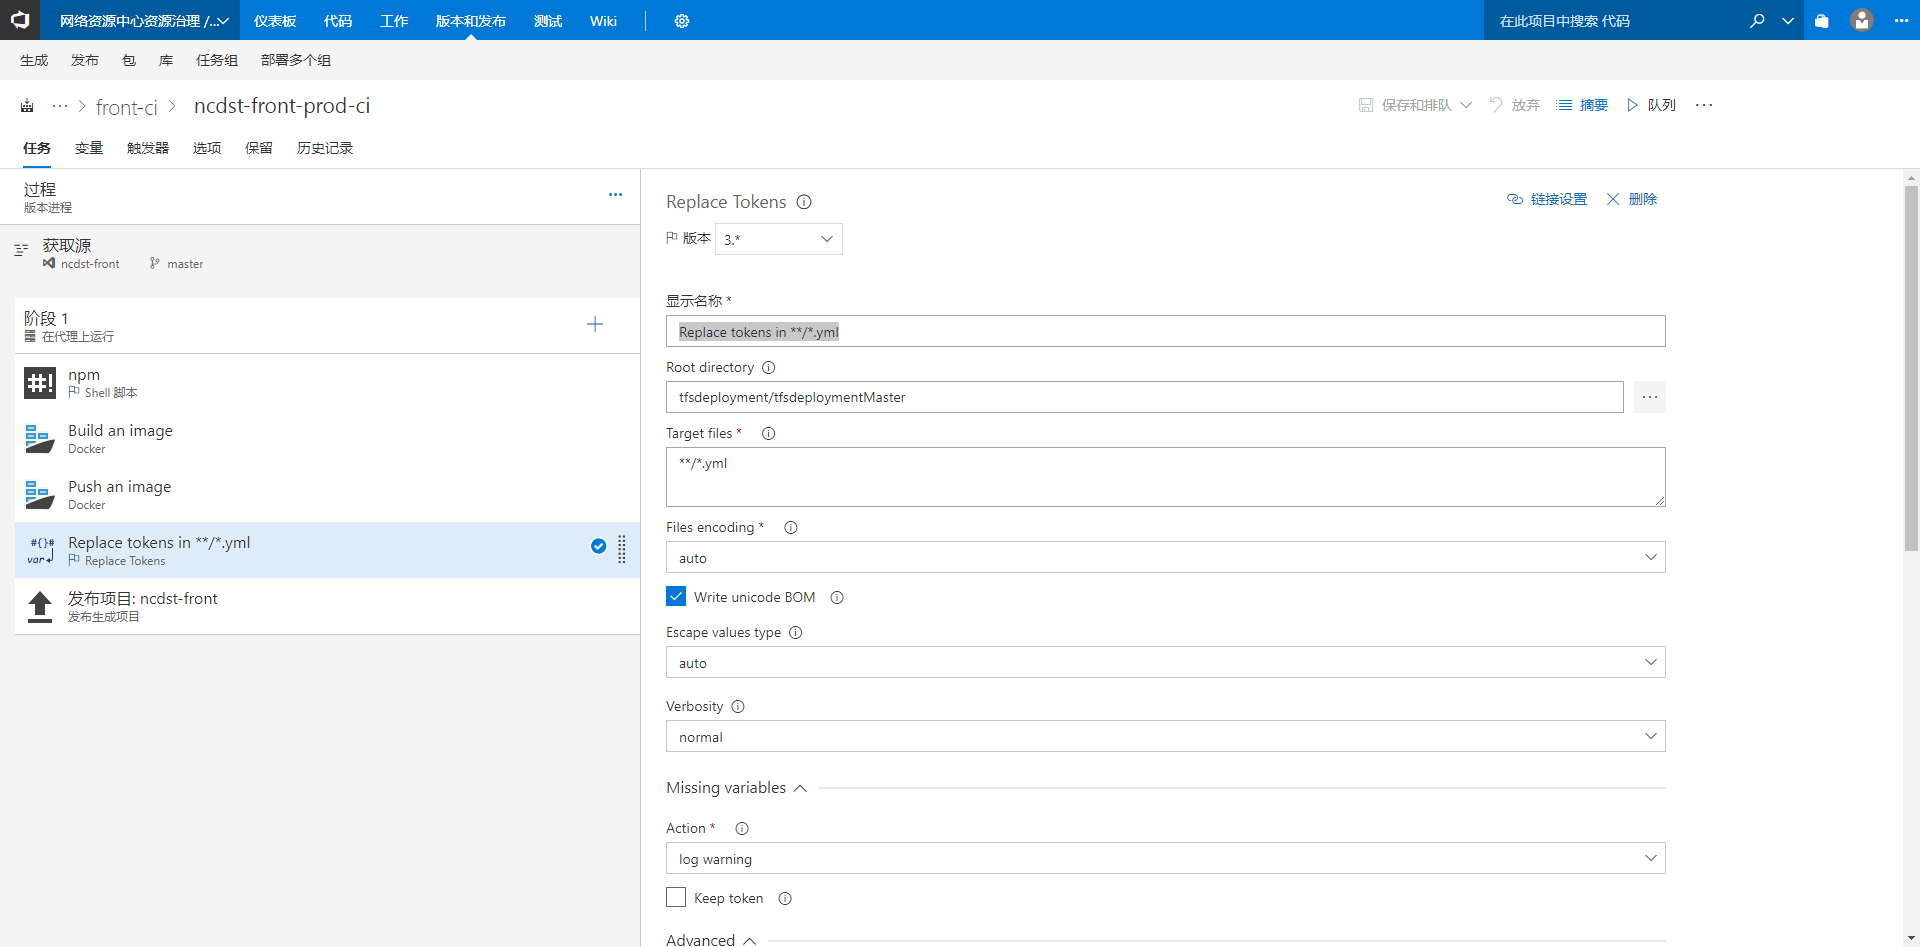 网络资源中心资源治理 /...
仪表板 代码 工作 版本和发布 测试 Wiki
在此项目中搜索 代码
生成 发布 包 库 任务组 部署多个组
... > front-ci > ncdst-front-prod-ci
保存和排队 放弃 摘要 队列 ...
任务 变量 触发器 选项 保留 历史记录
过程
版本进程
获取源
ncdst-front master
阶段 1
在代理上运行
#!
npm
Shell 脚本
Build an image
Docker
Push an image
Docker
#{}#
var
Replace tokens in **/*.yml
Replace Tokens
发布项目: ncdst-front
发布生成项目
Replace Tokens
链接设置 删除
版本 3.*
显示名称 *
Replace tokens in **/*.yml
Root directory
tfsdeployment/tfsdeploymentMaster
...
Target files *
**/*.yml
Files encoding *
auto
Write unicode BOM
Escape values type
auto
Verbosity
normal
Missing variables
Action *
log warning
Keep token
Advanced